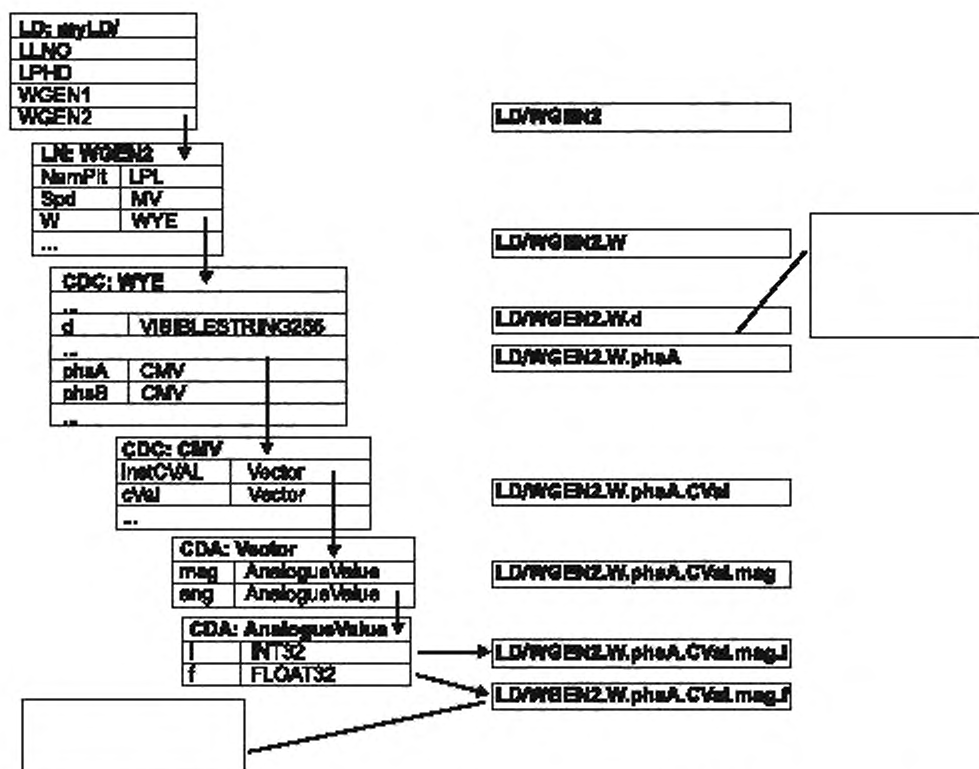 LD: myLD/
LLNO
LPHD
WGEN1
WGEN2
LN: WGEN2
NamPlt LPL
Spd MV
W WYE
...
CDC: WYE
...
d VISIBLESTRING255
...
phsA CMV
phsB CMV
...
CDC: CMV
instCVAL Vector
cVal Vector
...
CDA: Vector
mag AnalogueValue
ang AnalogueValue
CDA: AnalogueValue
i INT32
f FLOAT32
LD/WGEN2
LD/WGEN2.W
LD/WGEN2.W.d
LD/WGEN2.W.phsA
LD/WGEN2.W.phsA.CVal
LD/WGEN2.W.phsA.CVal.mag
LD/WGEN2.W.phsA.CVal.mag.i
LD/WGEN2.W.phsA.CVal.mag.f